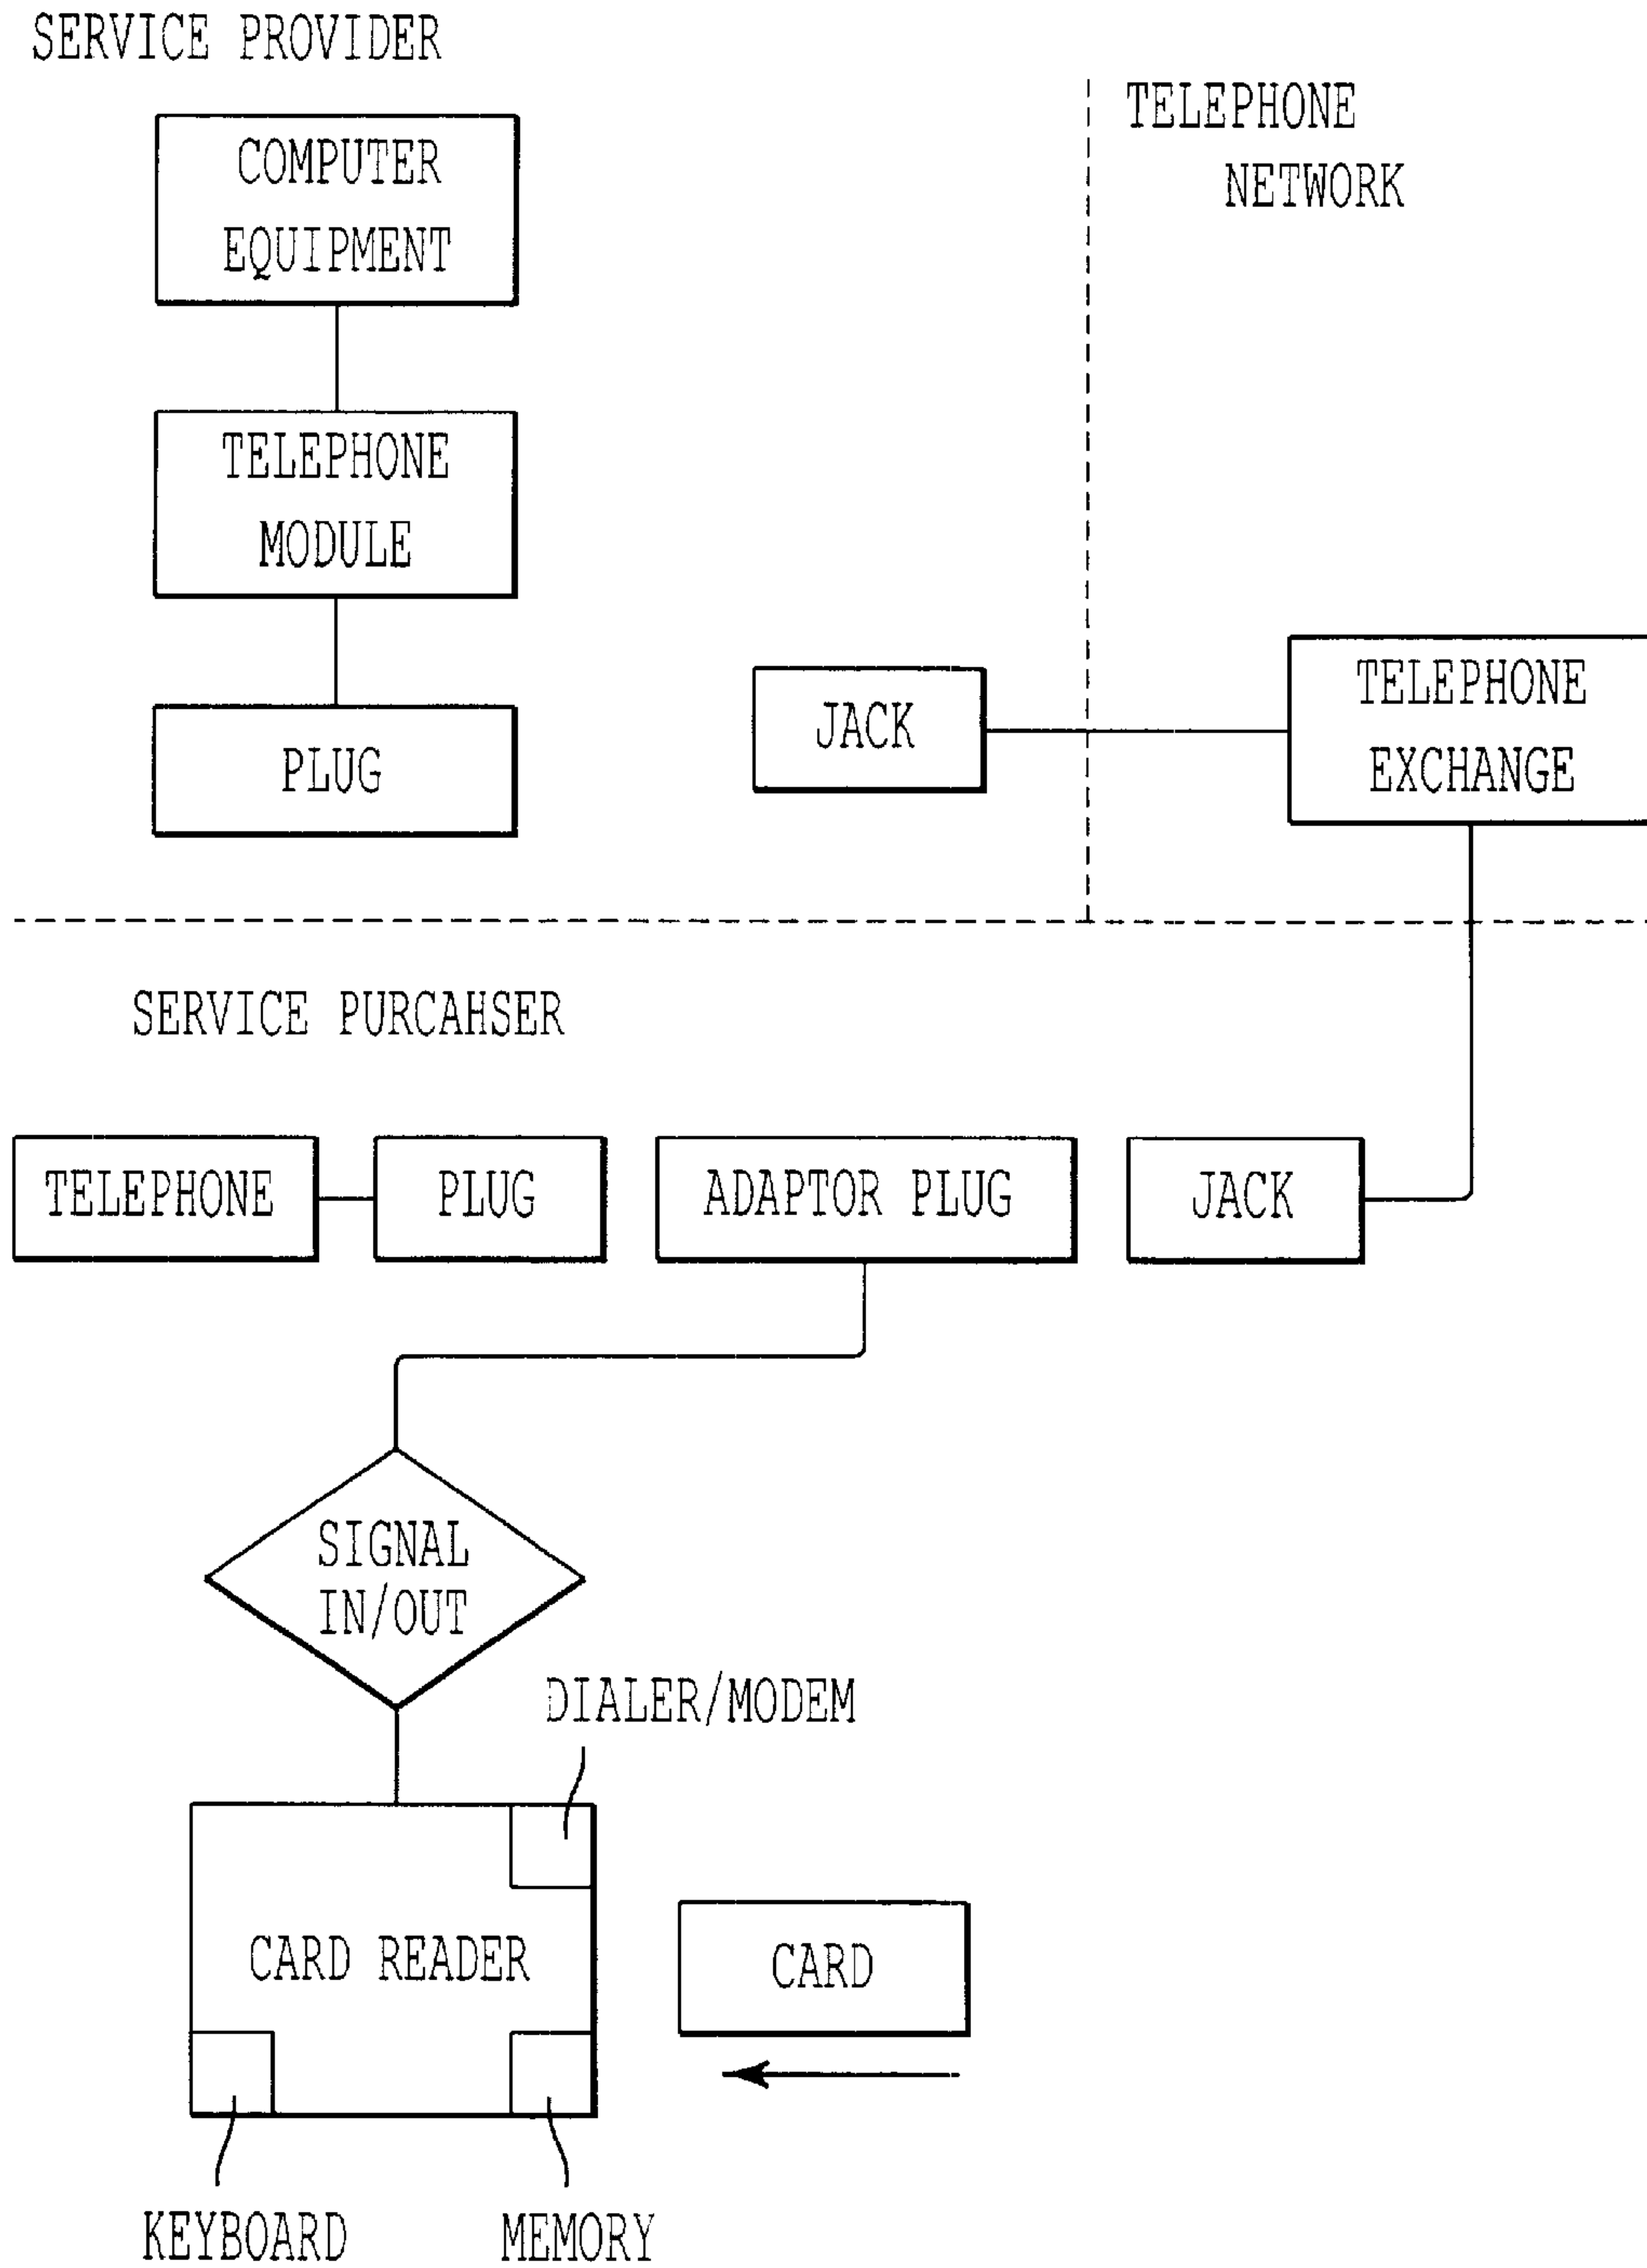 SERVICE PROVIDER
TELEPHONE
NETWORK
COMPUTER
EQUIPMENT
TELEPHONE
MODULE
PLUG
JACK
TELEPHONE
EXCHANGE
SERVICE PURCAHSER
TELEPHONE
PLUG
ADAPTOR PLUG
JACK
SIGNAL
IN/OUT
DIALER/MODEM
CARD READER
CARD
KEYBOARD
MEMORY